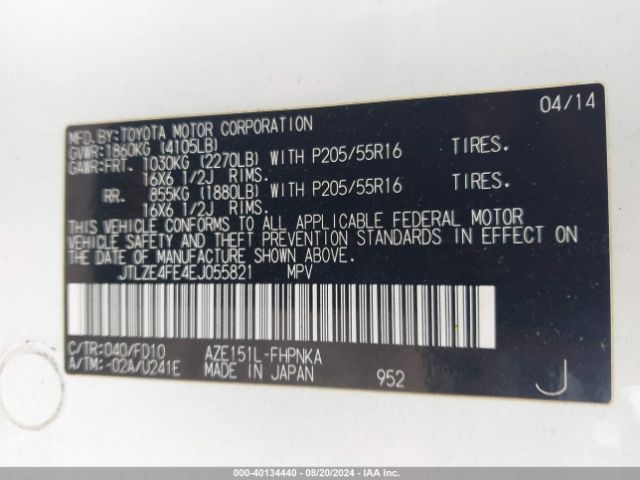 MFD. BY:TOYOTA MOTOR CORPORATION 04/14
GVWR:1860KG (4105LB)
GAWR:FRT. 1030KG (2270LB) WITH P205/55R16 TIRES.
16X6 1/2J RIMS.
RR. 855KG (1880LB) WITH P205/55R16 TIRES.
16X6 1/2J RIMS.
THIS VEHICLE CONFORMS TO ALL APPLICABLE FEDERAL MOTOR
VEHICLE SAFETY AND THEFT PREVENTION STANDARDS IN EFFECT ON
THE DATE OF MANUFACTURE SHOWN ABOVE.
JTLZE4FE4EJ055821 MPV
C/TR:040/FD10 AZE151L-FHPNKA
A/TM:-02A/U241E MADE IN JAPAN 952 J
000-40134440 • 08/20/2024 • IAA Inc.